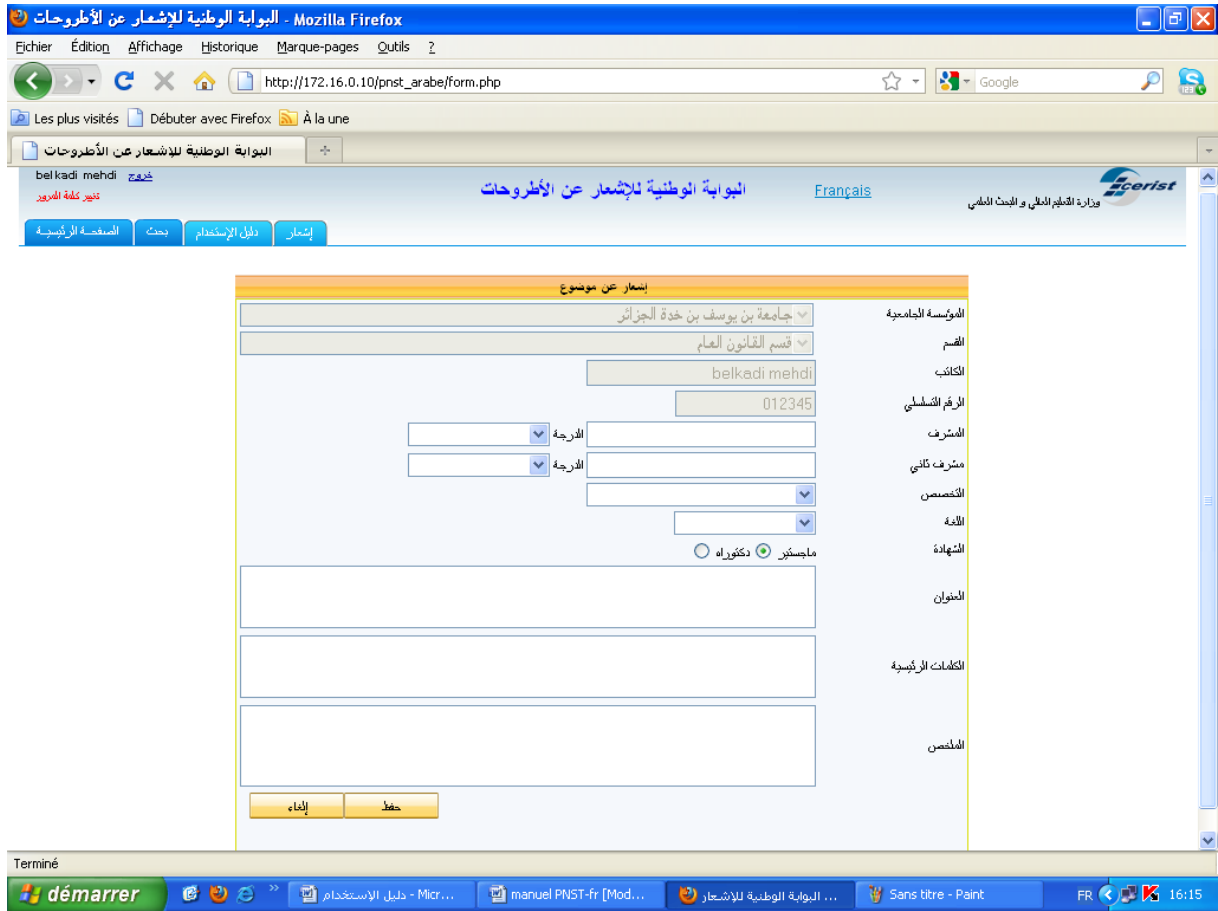 البوابة الوطنية للإشعار عن الأطروحات - Mozilla Firefox
Fichier Édition Affichage Historique Marque-pages Outils ?
http://172.16.0.10/pnst_arabe/form.php
Google
Les plus visités Débuter avec Firefox À la une
البوابة الوطنية للإشعار عن الأطروحات
belkadi mehdi خروج
تغيير كلمة المرور
البوابة الوطنية للإشعار عن الأطروحات
Français
cerist
وزارة التعليم العالي و البحث العلمي
إشعار دليل الإستخدام بحث الصفحة الرئيسية
إشعار عن موضوع
المؤسسة الجامعية جامعة بن يوسف بن خدة الجزائر
القسم قسم القانون العام
الكاتب belkadi mehdi
الرقم التسلسلي 012345
المشرف الدرجة
مشرف ثاني الدرجة
التخصص
اللغة
الشهادة ماجستير دكتوراه
العنوان
الكلمات الرئيسية
الملخص
حفظ إلغاء
Terminé
démarrer
دليل الإستخدام - Micr...
manuel PNST-fr [Mod...
البوابة الوطنية للإشعار ...
Sans titre - Paint
FR
16:15